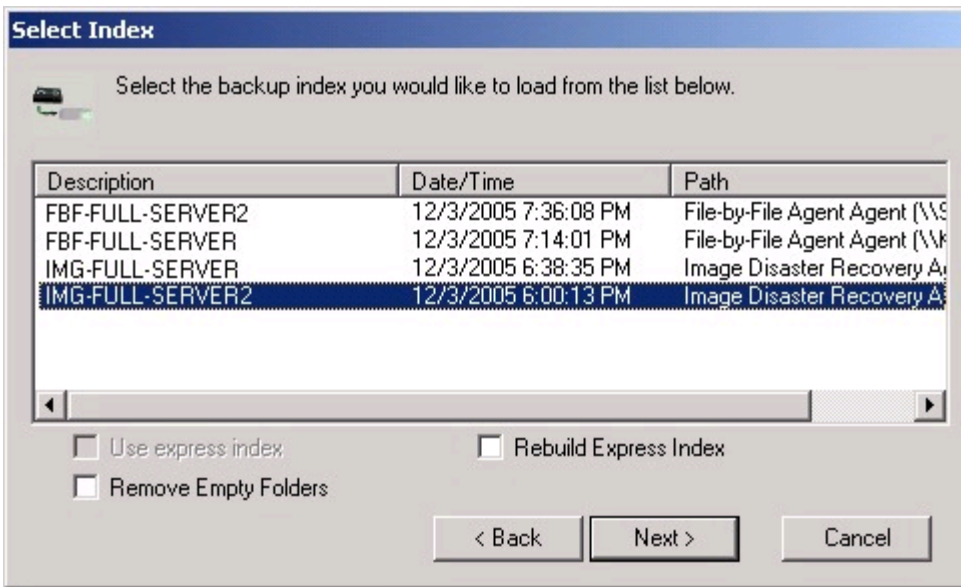 Select Index
Select the backup index you would like to load from the list below.
Description Date/Time Path
FBF-FULL-SERVER2 12/3/2005 7:36:08 PM File-by-File Agent Agent (\\S
FBF-FULL-SERVER 12/3/2005 7:14:01 PM File-by-File Agent Agent (\\K
IMG-FULL-SERVER 12/3/2005 6:38:35 PM Image Disaster Recovery A
IMG-FULL-SERVER2 12/3/2005 6:00:13 PM Image Disaster Recovery A
Use express index Rebuild Express Index
Remove Empty Folders
< Back Next > Cancel